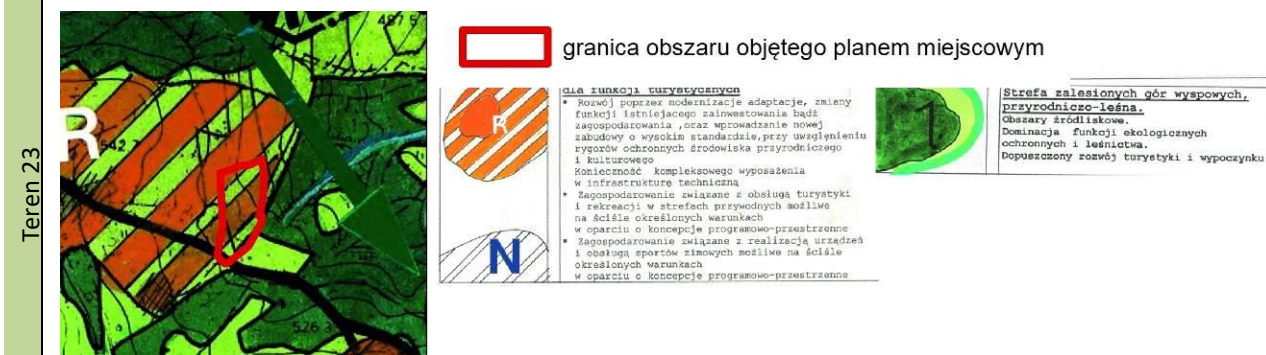 Teren 23
487 5
R
542.7
526 3
granica obszaru objętego planem miejscowym
dla funkcji turystycznych
R
* Rozwój poprzez modernizacje adaptacje, zmiany
funkcji istniejacego zainwestowania bądź
zagospodarowania ,oraz wprowadzanie nowej
zabudowy o wysokim standardzie,przy uwzględnieniu
rygorów ochronnych środowiska przyrodniczego
i kulturowego
Konieczność kompleksowego wyposażenia
w infrastrukturę techniczną
* Zagospodarowanie związane z obsługą turystyki
i rekreacji w strefach przywodnych możliwe
na ściśle określonych warunkach
w oparciu o koncepcje programowo-przestrzenne
N
* Zagospodarowanie związane z realizacją urządzeń
i obsługą sportów zimowych możliwe na ściśle
określonych warunkach
w oparciu o koncepcje programowo-przestrzenne
1
Strefa zalesionych gór wyspowych,
przyrodniczo-leśna.
Obszary źródliskowe.
Dominacja funkcji ekologicznych
ochronnych i leśnictwa.
Dopuszczony rozwój turystyki i wypoczynku